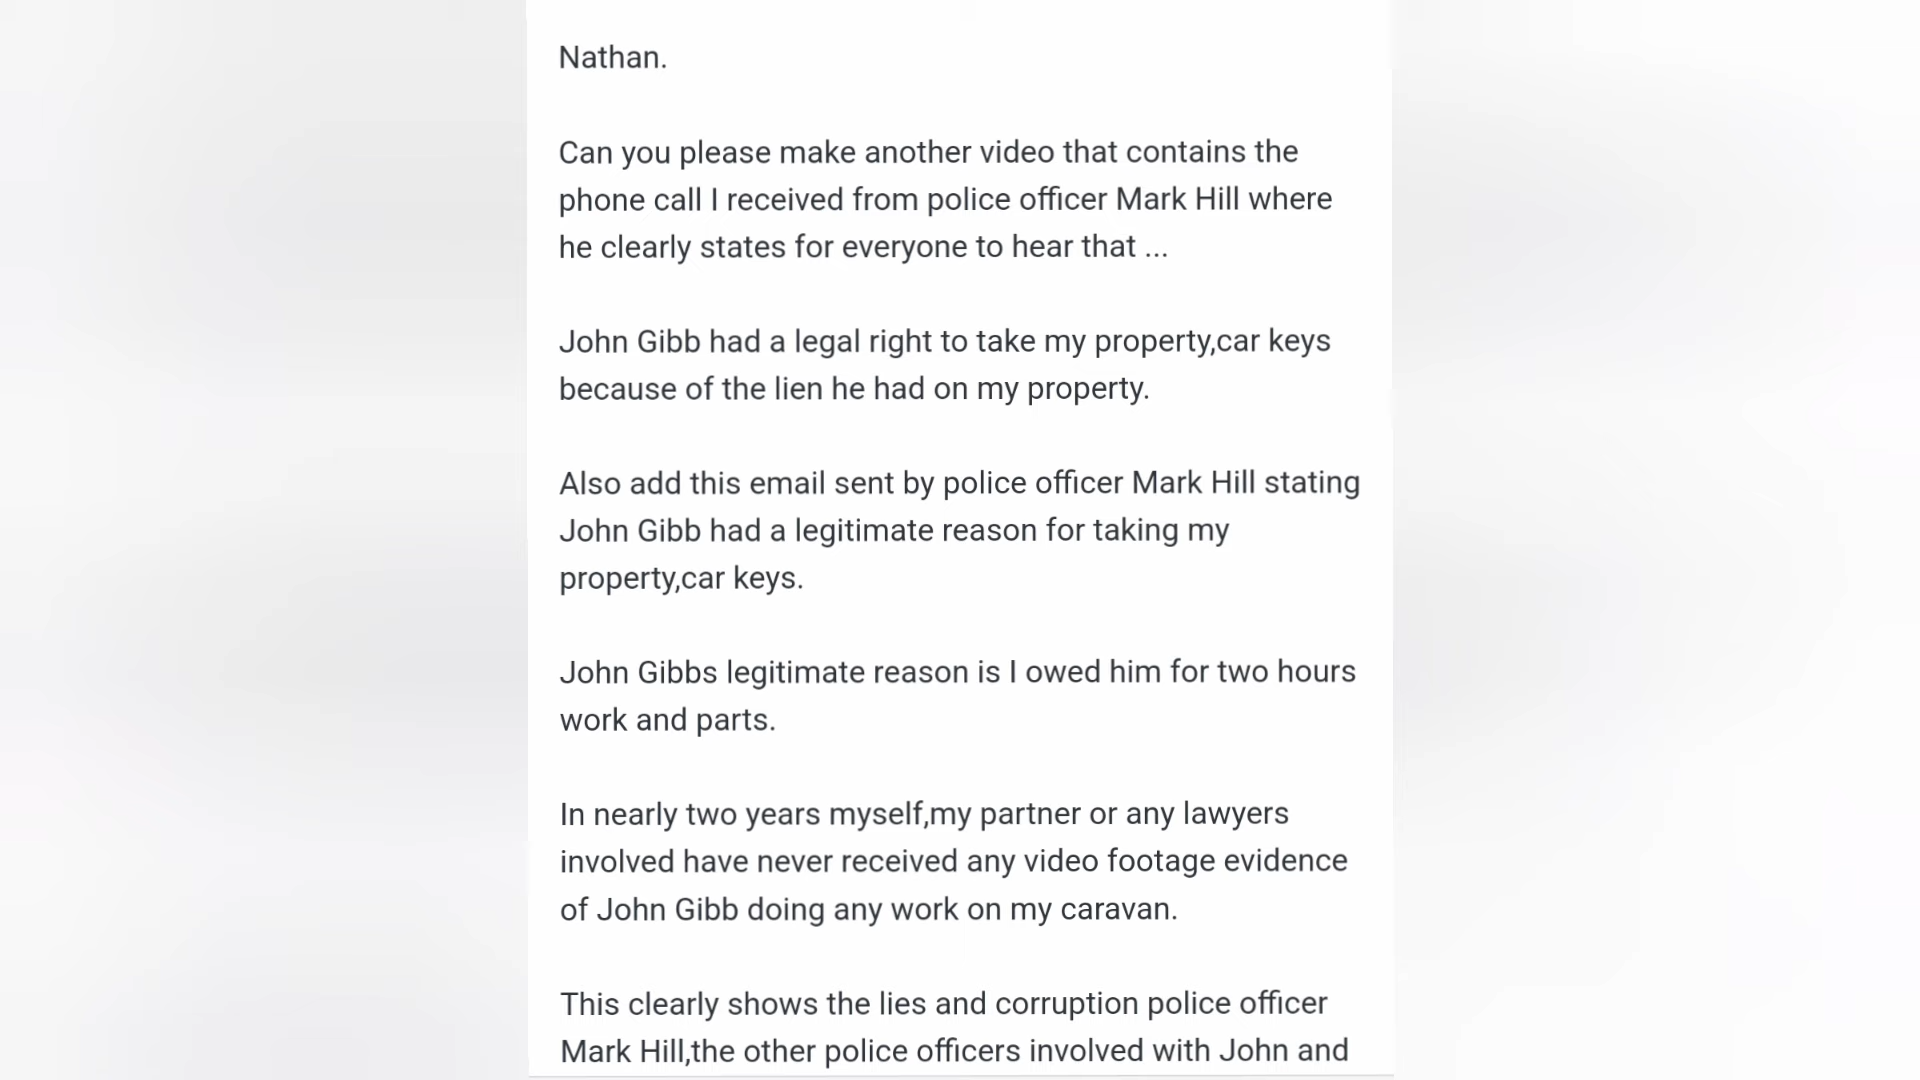 Nathan.
Can you please make another video that contains the
phone call I received from police officer Mark Hill where
he clearly states for everyone to hear that ...
John Gibb had a legal right to take my property,car keys
because of the lien he had on my property.
Also add this email sent by police officer Mark Hill stating
John Gibb had a legitimate reason for taking my
property,car keys.
John Gibbs legitimate reason is I owed him for two hours
work and parts.
In nearly two years myself,my partner or any lawyers
involved have never received any video footage evidence
of John Gibb doing any work on my caravan.
This clearly shows the lies and corruption police officer
Mark Hill,the other police officers involved with John and